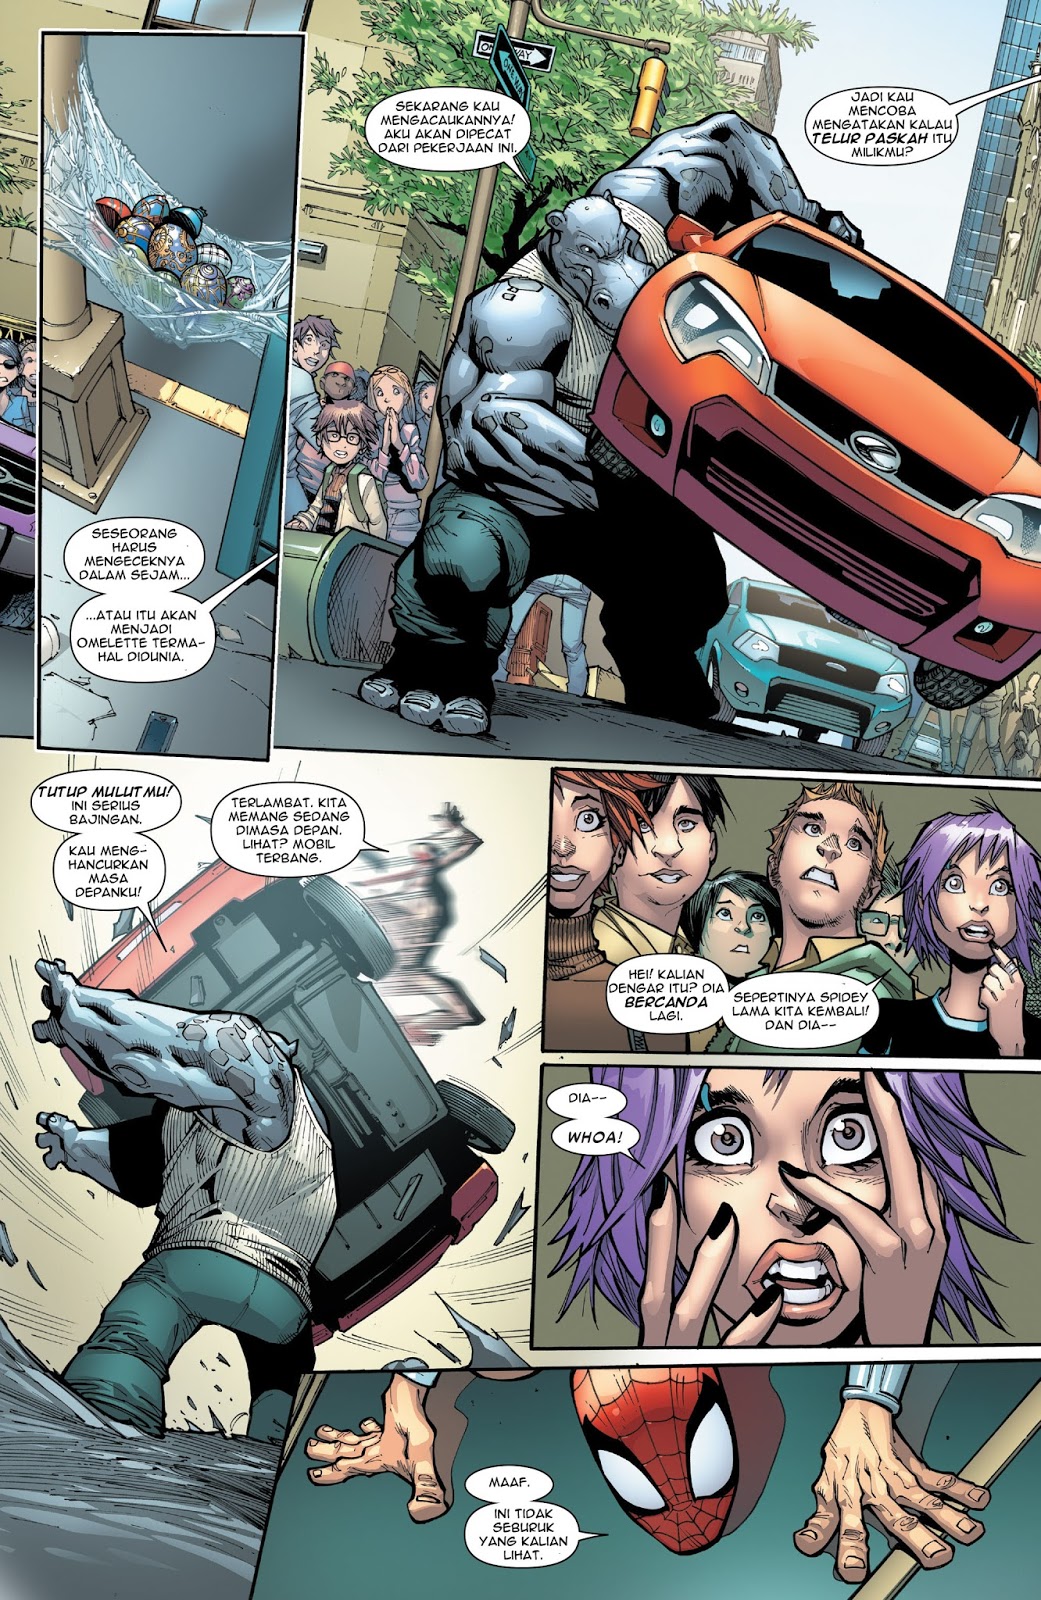 SESEORANG
HARUS
MENGECEKNYA
DALAM SEJAM...
...ATAU ITU AKAN
MENJADI
OMELETTE TERMA-
HAL DIDUNIA.
ONE WAY
ONE WAY
SEKARANG KAU
MENGACAUKANNYA!
AKU AKAN DIPECAT
DARI PEKERJAAN INI.
JADI KAU
MENCOBA
MENGATAKAN KALAU
TELUR PASKAH ITU
MILIKMU?
TUTUP MULUTMU!
INI SERIUS
BAJINGAN.
KAU MENG-
HANCURKAN
MASA
DEPANKU!
TERLAMBAT. KITA
MEMANG SEDANG
DIMASA DEPAN.
LIHAT? MOBIL
TERBANG.
HEI! KALIAN
DENGAR ITU? DIA
BERCANDA
LAGI.
SEPERTINYA SPIDEY
LAMA KITA KEMBALI!
DAN DIA--
DIA--
WHOA!
MAAF.
INI TIDAK
SEBURUK
YANG KALIAN
LIHAT.